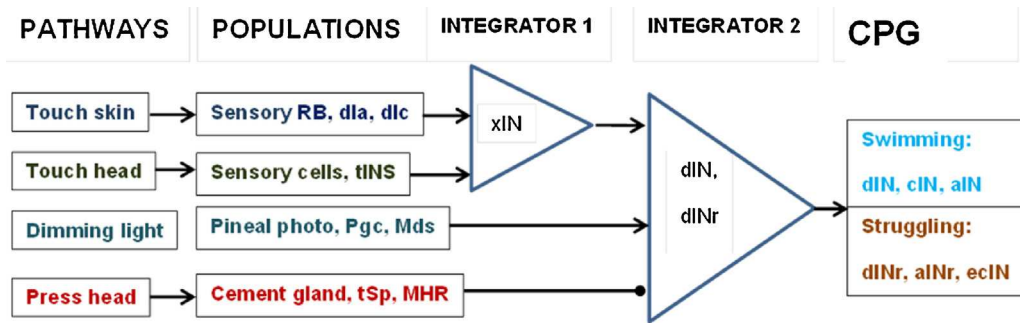 PATHWAYS POPULATIONS INTEGRATOR 1 INTEGRATOR 2 CPG
Touch skin
Sensory RB, dla, dlc
xIN
Touch head
Sensory cells, tINS
Dimming light
Pineal photo, Pgc, Mds
Press head
Cement gland, tSp, MHR
dIN,
dINr
Swimming:
dIN, cIN, aIN
Struggling:
dINr, aINr, ecIN